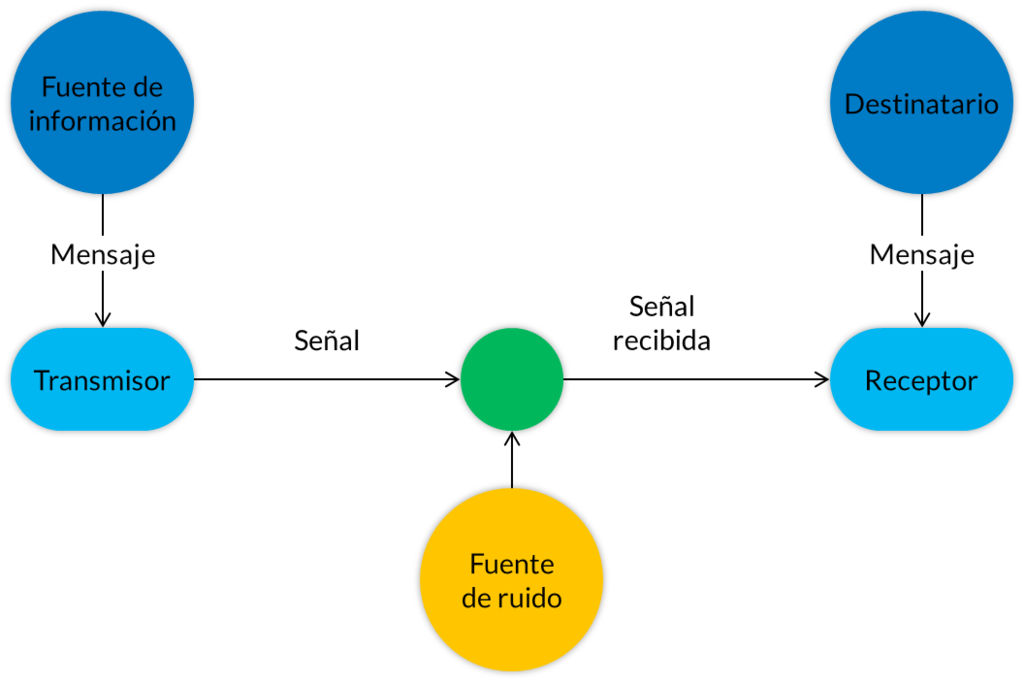 Fuente de
información
Destinatario
Mensaje
Mensaje
Señal
Señal
recibida
Transmisor
Receptor
Fuente
de ruido